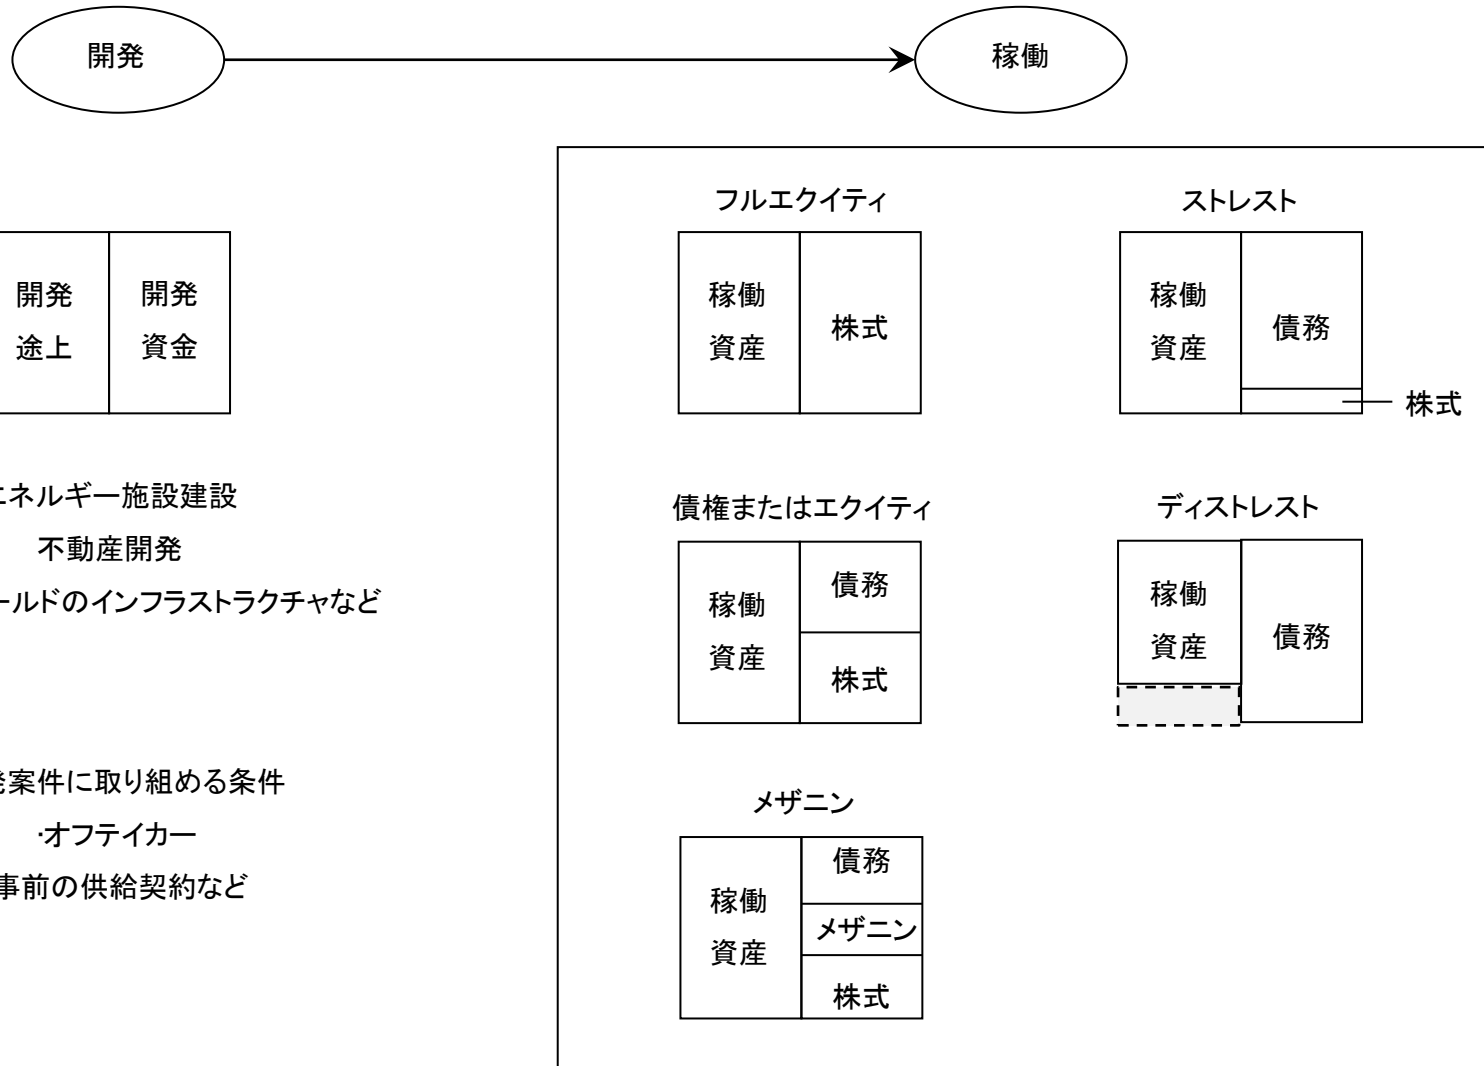 開発
稼働
開発
途上
開発
資金
エネルギー施設建設
不動産開発
ールドのインフラストラクチャなど
案件に取り組める条件
・オフテイカー
事前の供給契約など
フルエクイティ
稼働
資産
株式
ストレスト
稼働
資産
債務
株式
債権またはエクイティ
稼働
資産
債務
株式
ディストレスト
稼働
資産
債務
メザニン
稼働
資産
債務
メザニン
株式